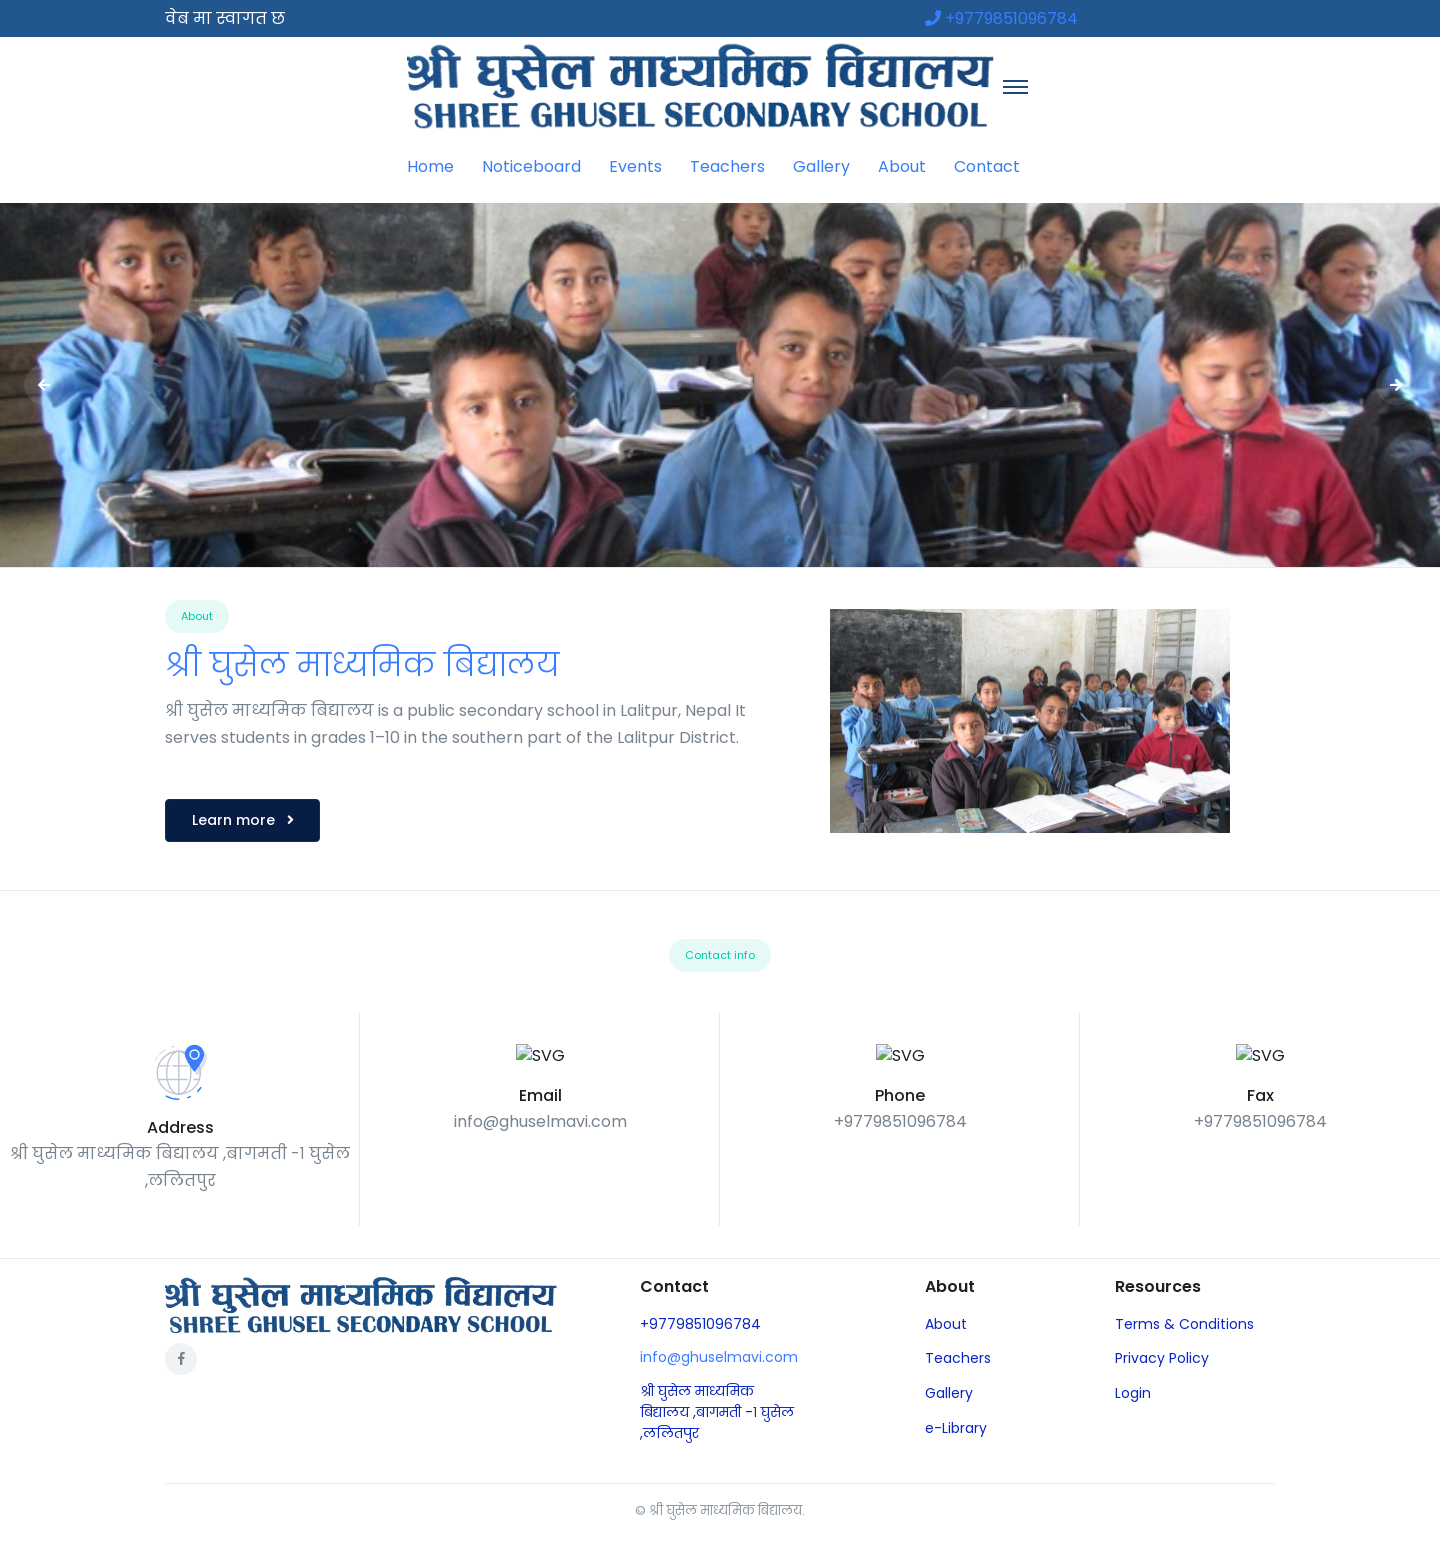 वेब मा स्वागत छ
+9779851096784
श्री घुसेल माध्यमिक विद्यालय
SHREE GHUSEL SECONDARY SCHOOL
Home Noticeboard Events Teachers Gallery About Contact
About
श्री घुसेल माध्यमिक बिद्यालय
श्री घुसेल माध्यमिक बिद्यालय is a public secondary school in Lalitpur, Nepal It
serves students in grades 1–10 in the southern part of the Lalitpur District.
Learn more
Contact info
Address
श्री घुसेल माध्यमिक बिद्यालय ,बागमती -१ घुसेल
,ललितपुर
SVG
Email
info@ghuselmavi.com
SVG
Phone
+9779851096784
SVG
Fax
+9779851096784
श्री घुसेल माध्यमिक विद्यालय
SHREE GHUSEL SECONDARY SCHOOL
Contact
+9779851096784
info@ghuselmavi.com
श्री घुसेल माध्यमिक
बिद्यालय ,बागमती -१ घुसेल
,ललितपुर
About
About
Teachers
Gallery
e-Library
Resources
Terms & Conditions
Privacy Policy
Login
© श्री घुसेल माध्यमिक बिद्यालय.